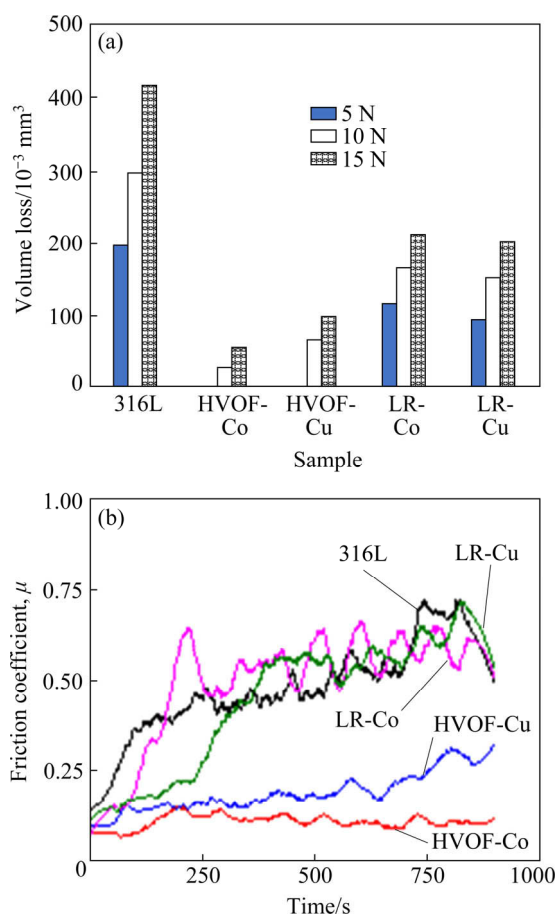 (a)
500
400
300
200
100
0
Volume loss/10⁻³ mm³
5 N
10 N
15 N
316L
HVOF-
Co
HVOF-
Cu
LR-
Co
LR-
Cu
Sample
(b)
1.00
0.75
0.50
0.25
0
Friction coefficient, μ
316L
LR-Cu
LR-Co
HVOF-Cu
HVOF-Co
250
500
750
1000
Time/s